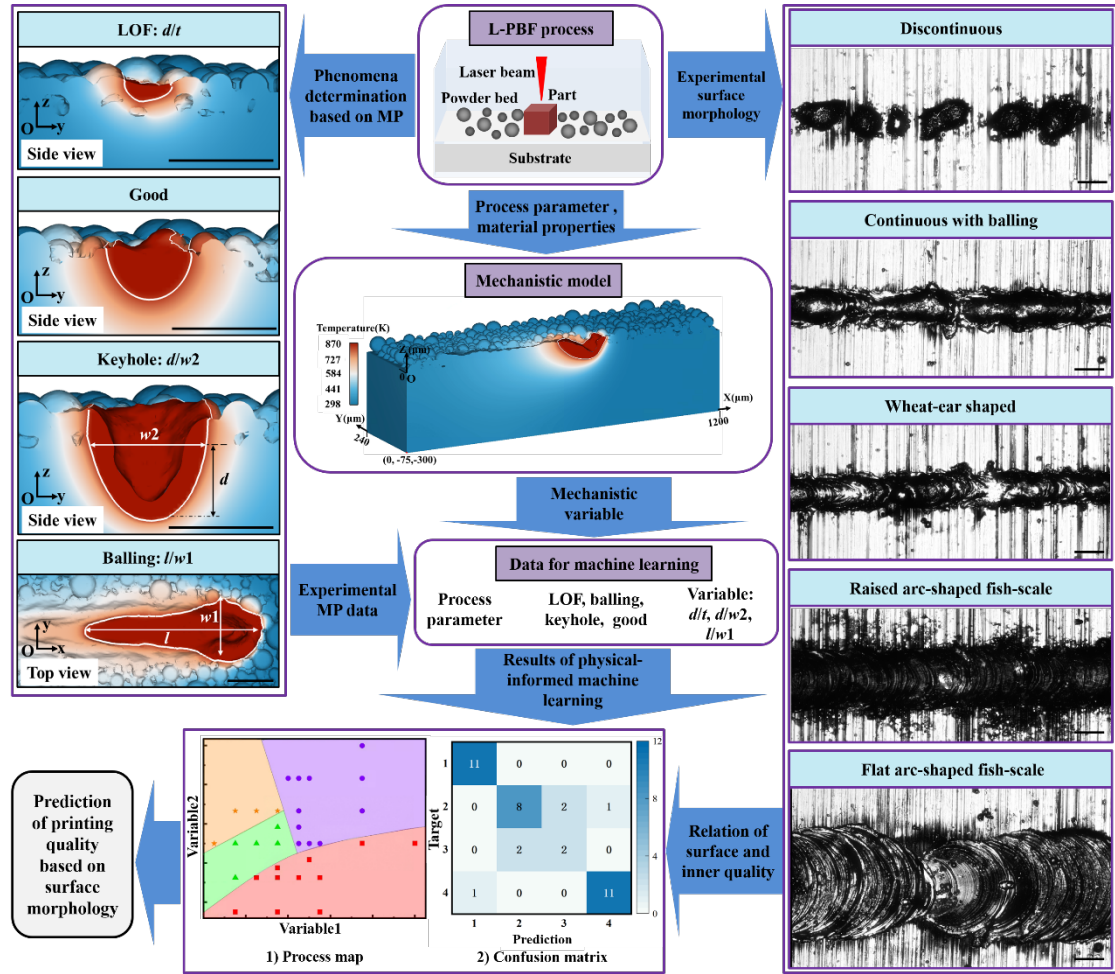 LOF: d/t
z
O
y
Side view
Good
z
O
y
Side view
Keyhole: d/w2
w2
d
z
O
y
Side view
Balling: l/w1
w1
l
y
O
x
Top view
Phenomena
determination
based on MP
L-PBF process
Laser beam
Powder bed
Part
Substrate
Experimental
surface
morphology
Process parameter ,
material properties
Mechanistic model
Temperature(K)
870
727
584
441
298
Z(μm)
0
O
Y(μm)
240
X(μm)
1200
(0, -75,-300)
Mechanistic
variable
Experimental
MP data
Data for machine learning
Process
parameter
LOF, balling,
keyhole, good
Variable:
d/t, d/w2,
l/w1
Results of physical-
informed machine
learning
Discontinuous
Continuous with balling
Wheat-ear shaped
Raised arc-shaped fish-scale
Flat arc-shaped fish-scale
Relation of
surface and
inner quality
Variable2
Variable1
1) Process map
Target
1
2
3
4
11 0 0 0
0 8 2 1
0 2 2 0
1 0 0 11
1 2 3 4
Prediction
12
8
4
0
2) Confusion matrix
Prediction
of printing
quality
based on
surface
morphology